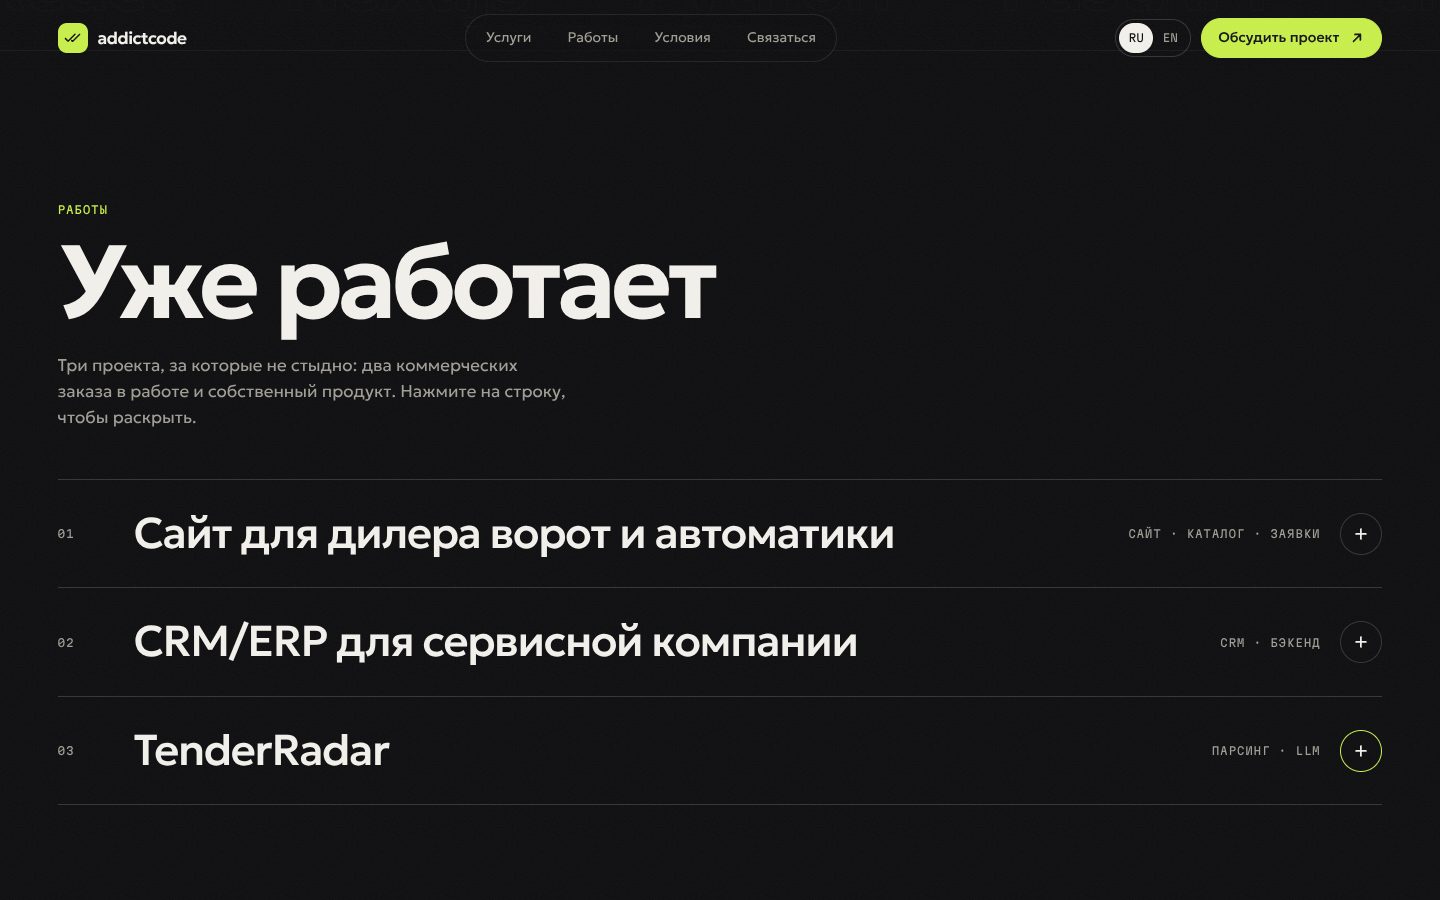 addictcode
Услуги
Работы
Условия
Связаться
RU
EN
Обсудить проект
РАБОТЫ
Уже работает
Три проекта, за которые не стыдно: два коммерческих
заказа в работе и собственный продукт. Нажмите на строку,
чтобы раскрыть.
01
Сайт для дилера ворот и автоматики
САЙТ · КАТАЛОГ · ЗАЯВКИ
+
02
CRM/ERP для сервисной компании
CRM · БЭКЕНД
+
03
TenderRadar
ПАРСИНГ · LLM
+